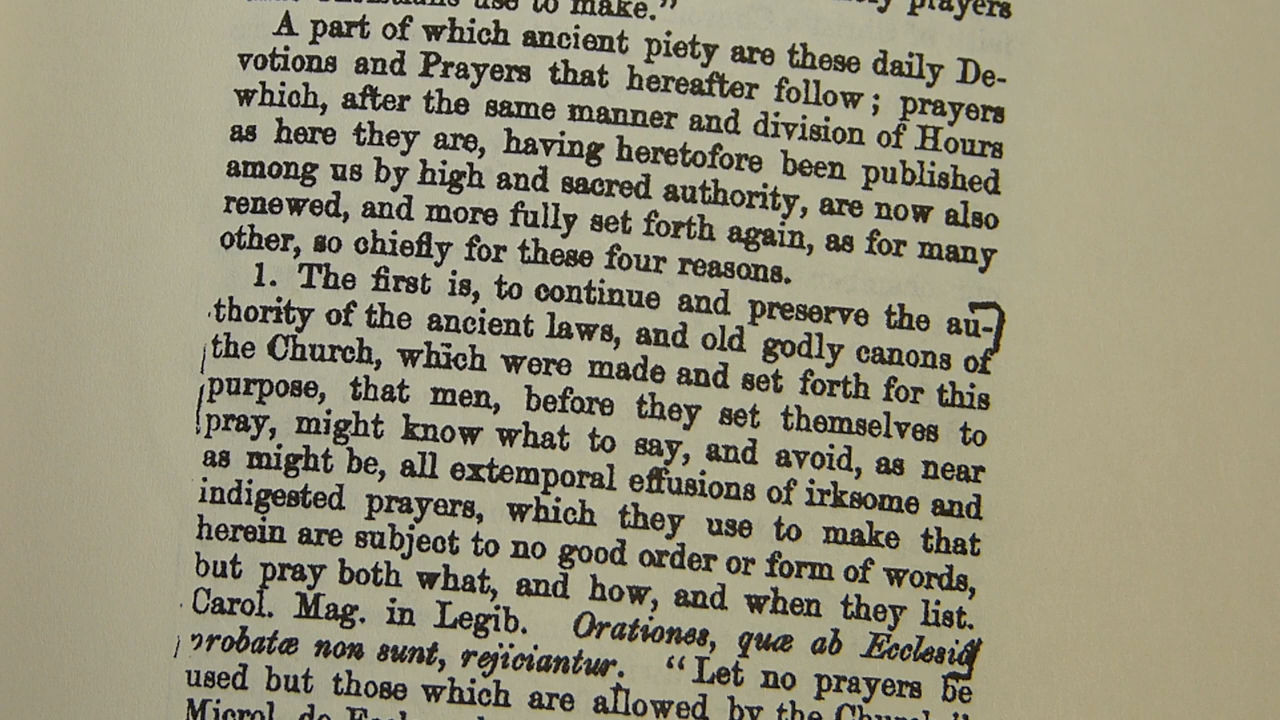 use to make." prayers
A part of which ancient piety are these daily De-
votions and Prayers that hereafter follow; prayers
which, after the same manner and division of Hours
as here they are, having heretofore been published
among us by high and sacred authority, are now also
renewed, and more fully set forth again, as for many
other, so chiefly for these four reasons.
1. The first is, to continue and preserve the au-
thority of the ancient laws, and old godly canons of
the Church, which were made and set forth for this
purpose, that men, before they set themselves to
pray, might know what to say, and avoid, as near
as might be, all extemporal effusions of irksome and
indigested prayers, which they use to make that
herein are subject to no good order or form of words,
but pray both what, and how, and when they list.
Carol. Mag. in Legib. Orationes, quæ ab Ecclesiâ
probatæ non sunt, rejiciantur. "Let no prayers be
used but those which are allowed by the Church."
Microl. de